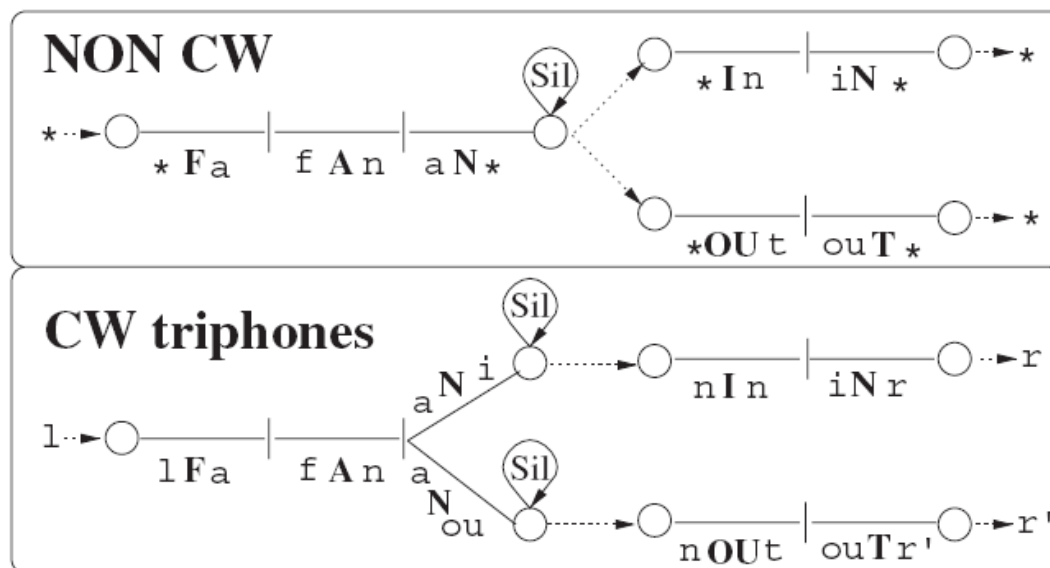 NON CW
Sil
* *In iN * *
* *Fa fAn aN*
*OUt ouT * *
CW triphones
Sil
aNi nIn iNr r
l lFa fAn
Sil
aNou nOUt ouTr' r'